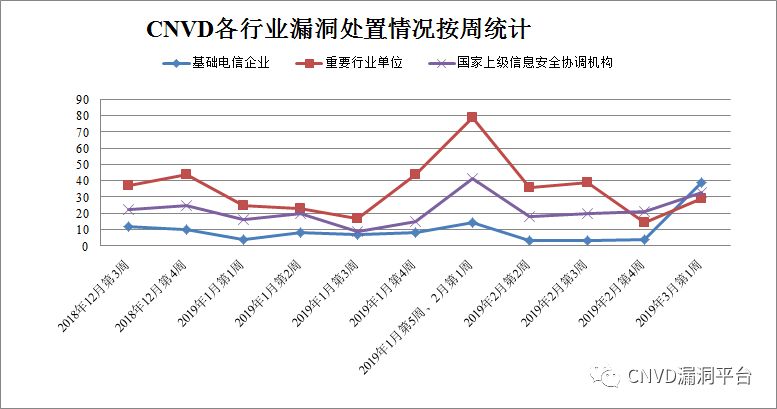 CNVD各行业漏洞处置情况按周统计
基础电信企业 重要行业单位 国家上级信息安全协调机构
90
80
70
60
50
40
30
20
10
0
2018年12月第3周
2018年12月第4周
2019年1月第1周
2019年1月第2周
2019年1月第3周
2019年1月第4周
2019年1月第5周、2月第1周
2019年2月第2周
2019年2月第3周
2019年2月第4周
2019年3月第1周
CNVD漏洞平台